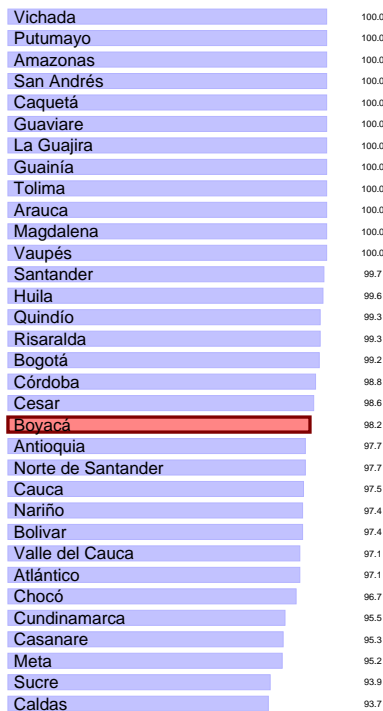 Vichada 100.0
Putumayo 100.0
Amazonas 100.0
San Andrés 100.0
Caquetá 100.0
Guaviare 100.0
La Guajira 100.0
Guainía 100.0
Tolima 100.0
Arauca 100.0
Magdalena 100.0
Vaupés 100.0
Santander 99.7
Huila 99.6
Quindío 99.3
Risaralda 99.3
Bogotá 99.2
Córdoba 98.8
Cesar 98.6
Boyacá 98.2
Antioquia 97.7
Norte de Santander 97.7
Cauca 97.5
Nariño 97.4
Bolivar 97.4
Valle del Cauca 97.1
Atlántico 97.1
Chocó 96.7
Cundinamarca 95.5
Casanare 95.3
Meta 95.2
Sucre 93.9
Caldas 93.7